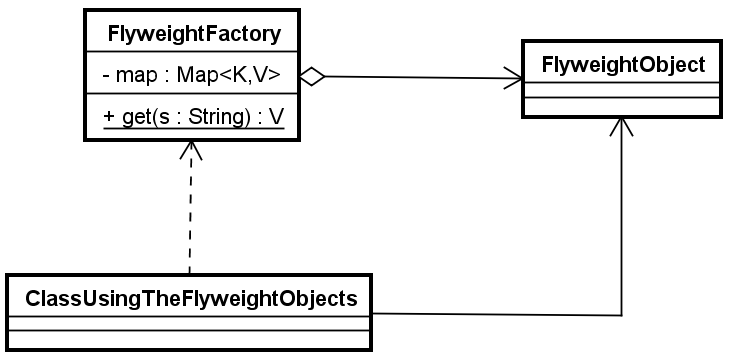 FlyweightFactory
- map : Map<K,V>
+ get(s : String) : V
FlyweightObject
ClassUsingTheFlyweightObjects